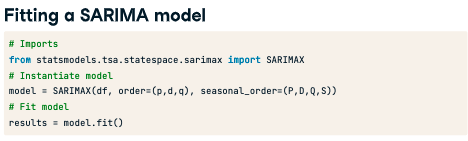 Fitting a SARIMA model
# Imports
from statsmodels.tsa.statespace.sarimax import SARIMAX
# Instantiate model
model = SARIMAX(df, order=(p,d,q), seasonal_order=(P,D,Q,S))
# Fit model
results = model.fit()